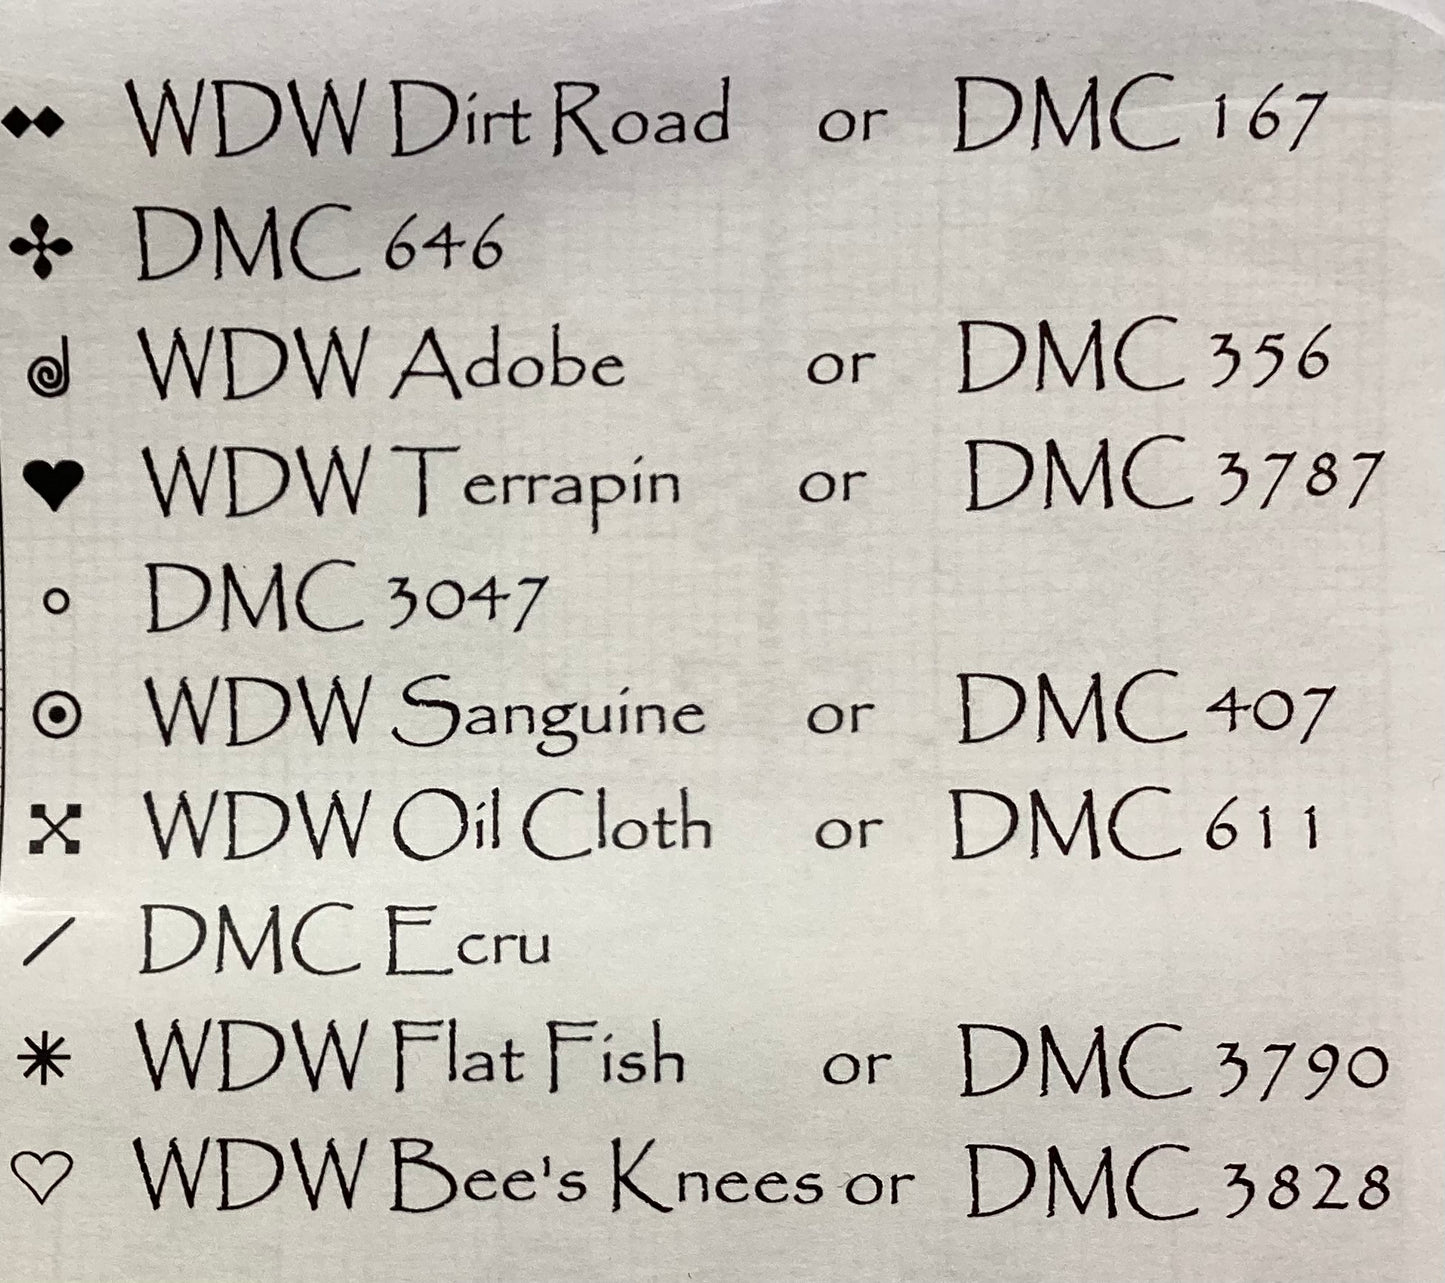 WDW Dirt Road or DMC 167
DMC 646
WDW Adobe or DMC 356
WDW Terrapin or DMC 3787
DMC 3047
WDW Sanguine or DMC 407
WDW Oil Cloth or DMC 611
DMC Ecru
WDW Flat Fish or DMC 3790
WDW Bee's Knees or DMC 3828